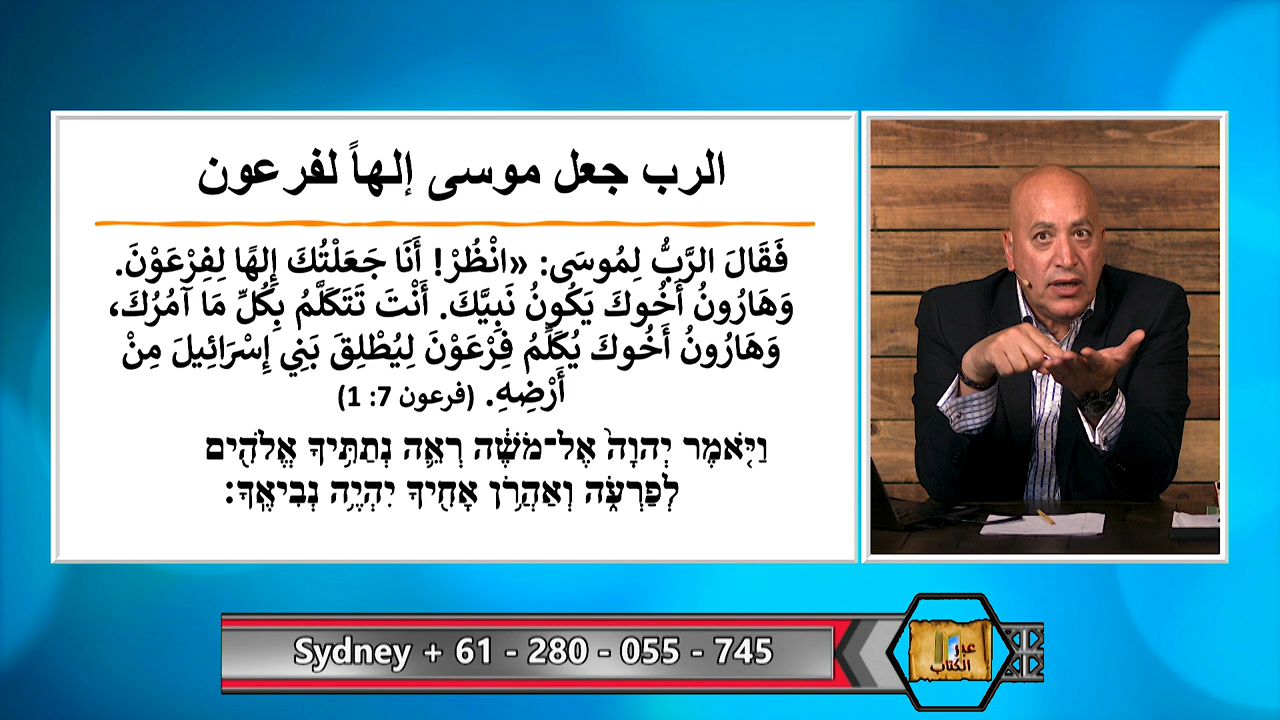 الرب جعل موسى إلهاً لفرعون
فَقَالَ الرَّبُّ لِمُوسَى: «انْظُرْ! أَنَا جَعَلْتُكَ إِلهًا لِفِرْعَوْنَ.
وَهَارُونُ أَخُوكَ يَكُونُ نَبِيَّكَ. أَنْتَ تَتَكَلَّمُ بِكُلِّ مَا آمُرُكَ،
وَهَارُونُ أَخُوكَ يُكَلِّمُ فِرْعَوْنَ لِيُطْلِقَ بَنِي إِسْرَائِيلَ مِنْ
أَرْضِهِ. (فرعون 7: 1)
וַיֹּ֤אמֶר יְהוָה֙ אֶל־מֹשֶׁ֔ה רְאֵ֛ה נְתַתִּ֥יךָ אֱלֹהִ֖ים
לְפַרְעֹ֑ה וְאַהֲרֹ֥ן אָחִ֖יךָ יִהְיֶ֥ה נְבִיאֶֽךָ׃
Sydney + 61 - 280 - 055 - 745
عبر
الكتاب